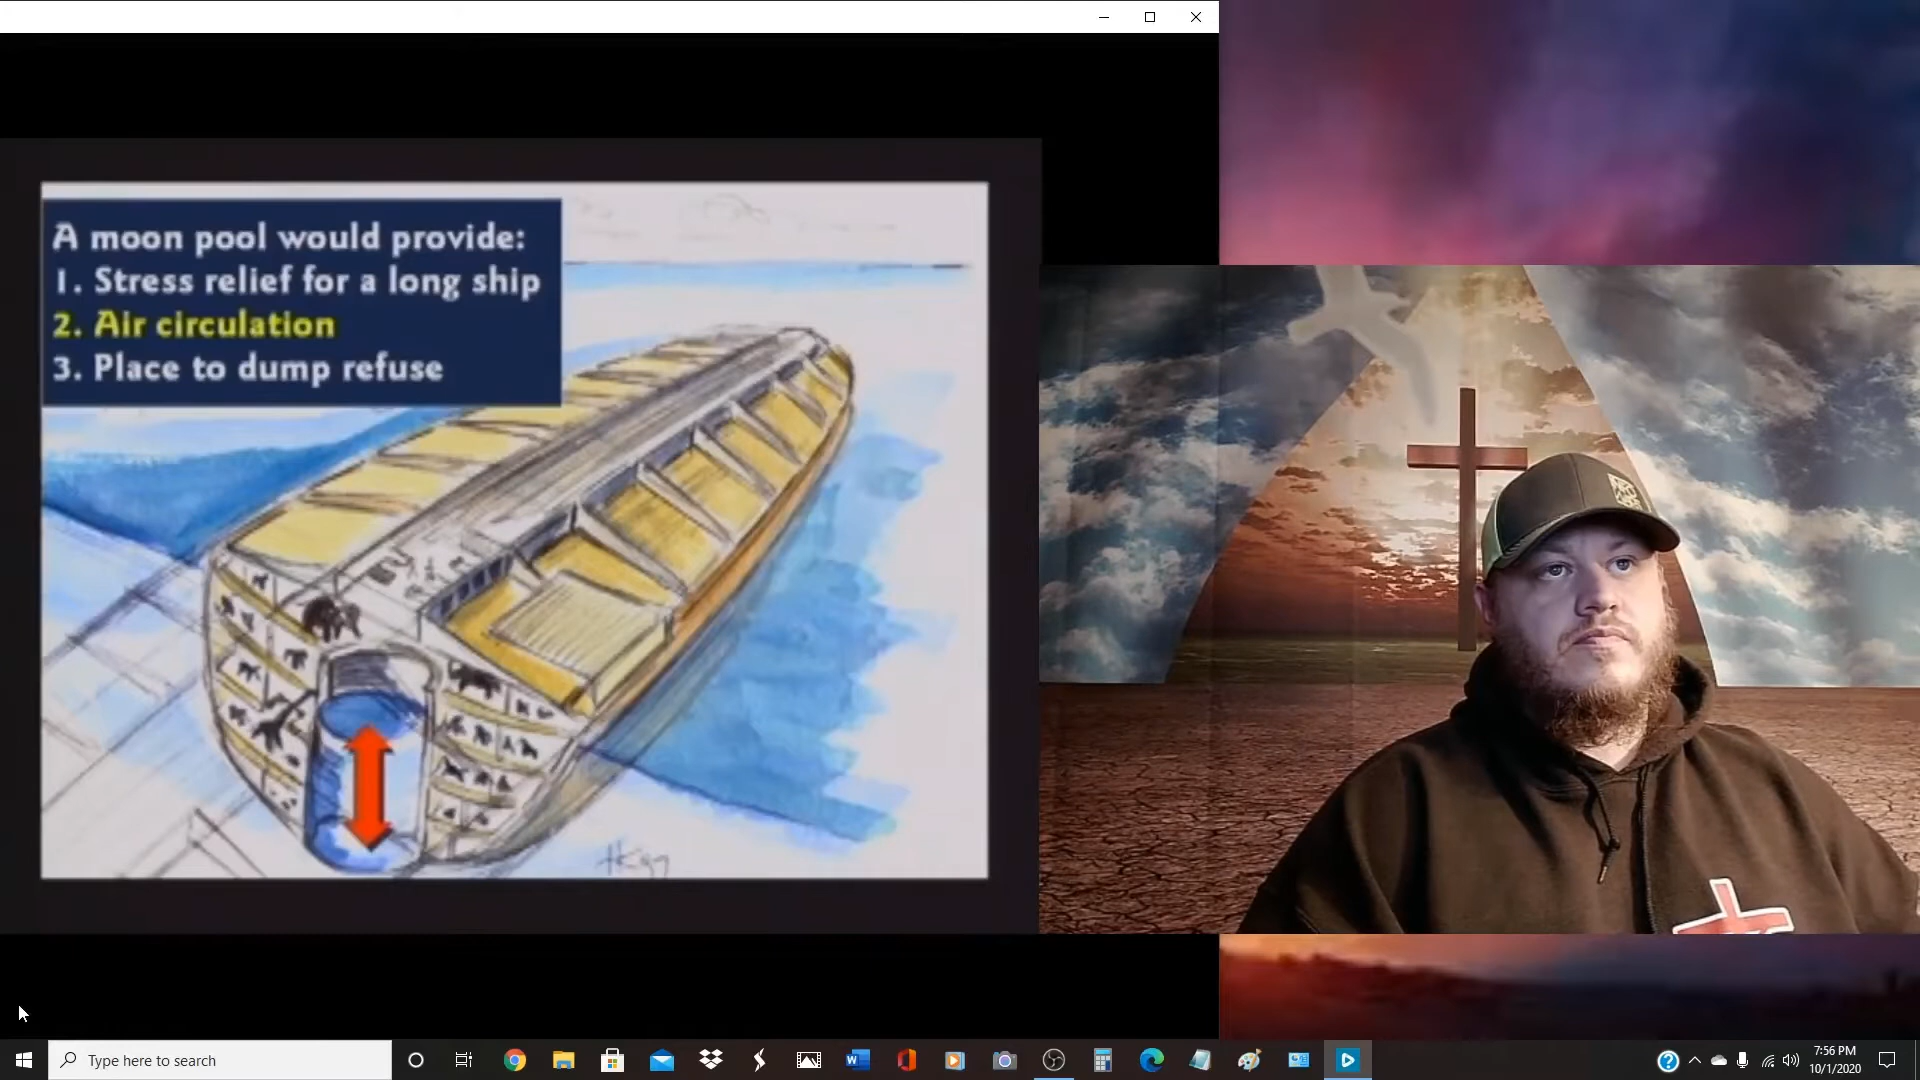 A moon pool would provide:
1. Stress relief for a long ship
2. Air circulation
3. Place to dump refuse
Type here to search
7:56 PM
10/1/2020